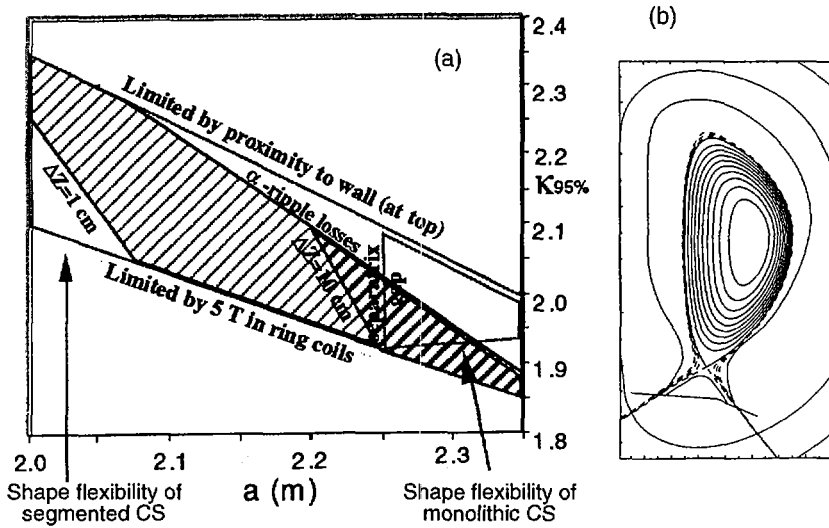 (a)
(b)
2.4
2.3
2.2
K95%
2.1
2.0
1.9
1.8
Limited by proximity to wall (at top)
α-ripple losses
ΔZ=1 cm
ΔZ=10 cm
Limited by 5 T in ring coils
2.0
2.1
2.2
2.3
a (m)
Shape flexibility of
segmented CS
Shape flexibility of
monolithic CS